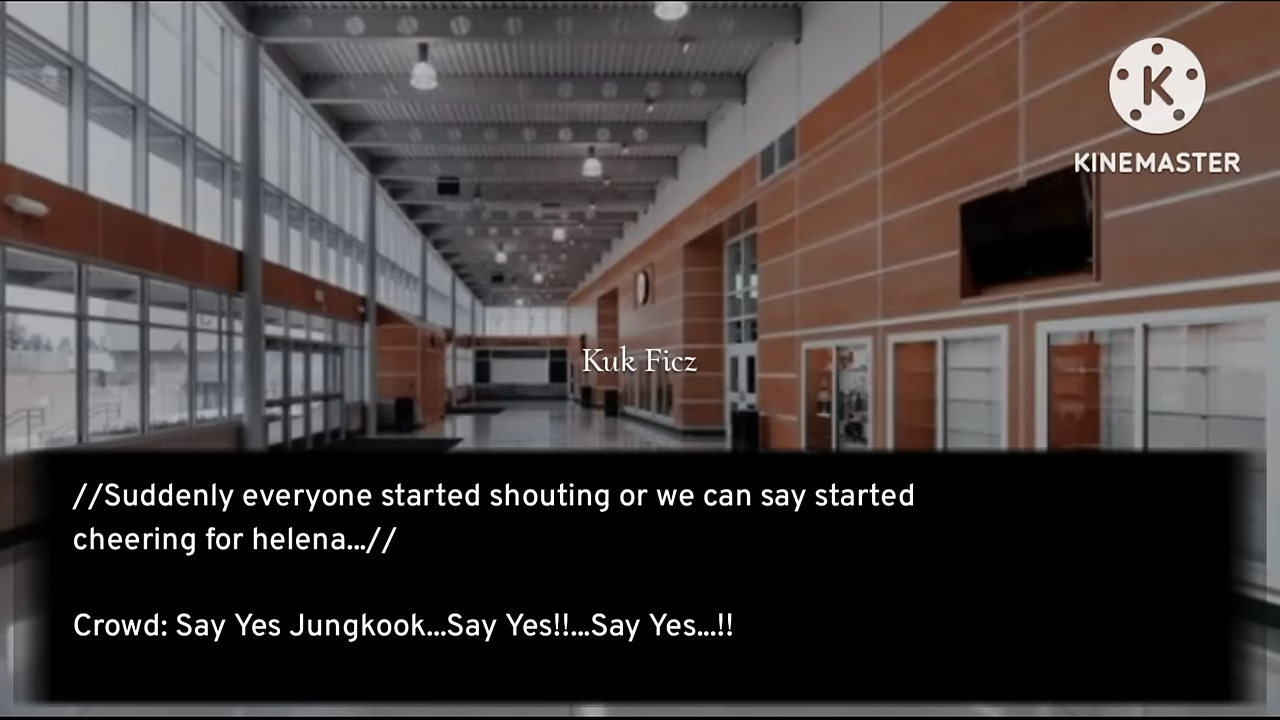 K
KINEMASTER
Kuk Ficz
//Suddenly everyone started shouting or we can say started
cheering for helena...//
Crowd: Say Yes Jungkook...Say Yes!!...Say Yes...!!